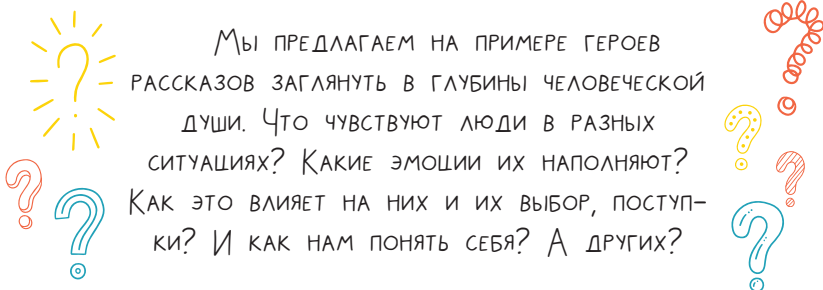 Мы предлагаем на примере героев
рассказов заглянуть в глубины человеческой
души. Что чувствуют люди в разных
ситуациях? Какие эмоции их наполняют?
Как это влияет на них и их выбор, поступ-
ки? И как нам понять себя? А других?